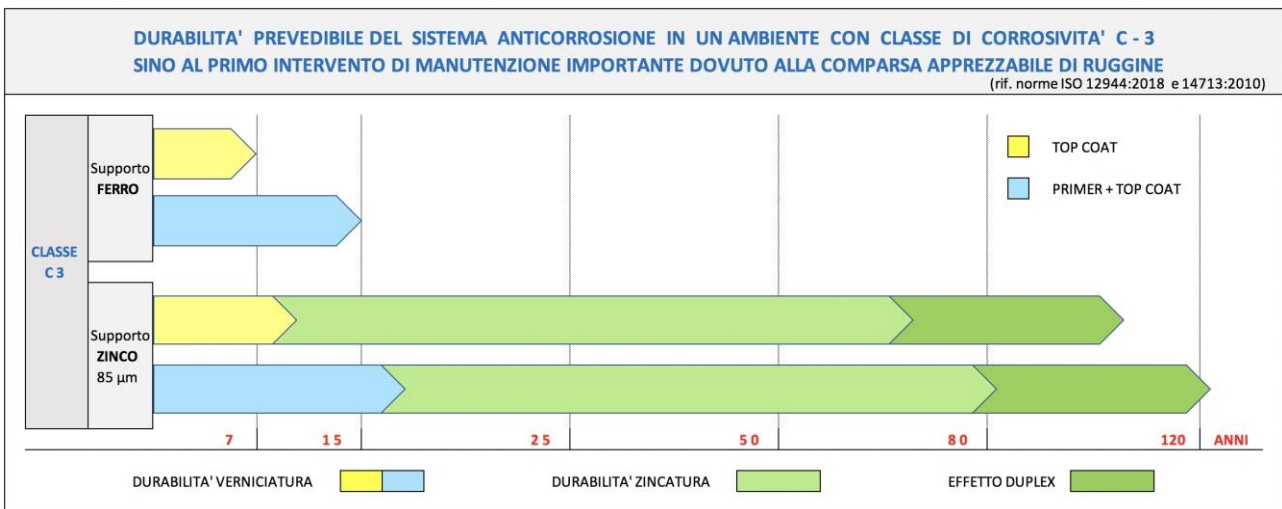 DURABILITA' PREVEDIBILE DEL SISTEMA ANTICORROSIONE IN UN AMBIENTE CON CLASSE DI CORROSIVITA' C - 3
SINO AL PRIMO INTERVENTO DI MANUTENZIONE IMPORTANTE DOVUTO ALLA COMPARSA APPREZZABILE DI RUGGINE
(rif. norme ISO 12944:2018 e 14713:2010)
Supporto
FERRO
TOP COAT
PRIMER + TOP COAT
CLASSE
C 3
Supporto
ZINCO
85 µm
7 15 25 50 80 120 ANNI
DURABILITA' VERNICIATURA DURABILITA' ZINCATURA EFFETTO DUPLEX